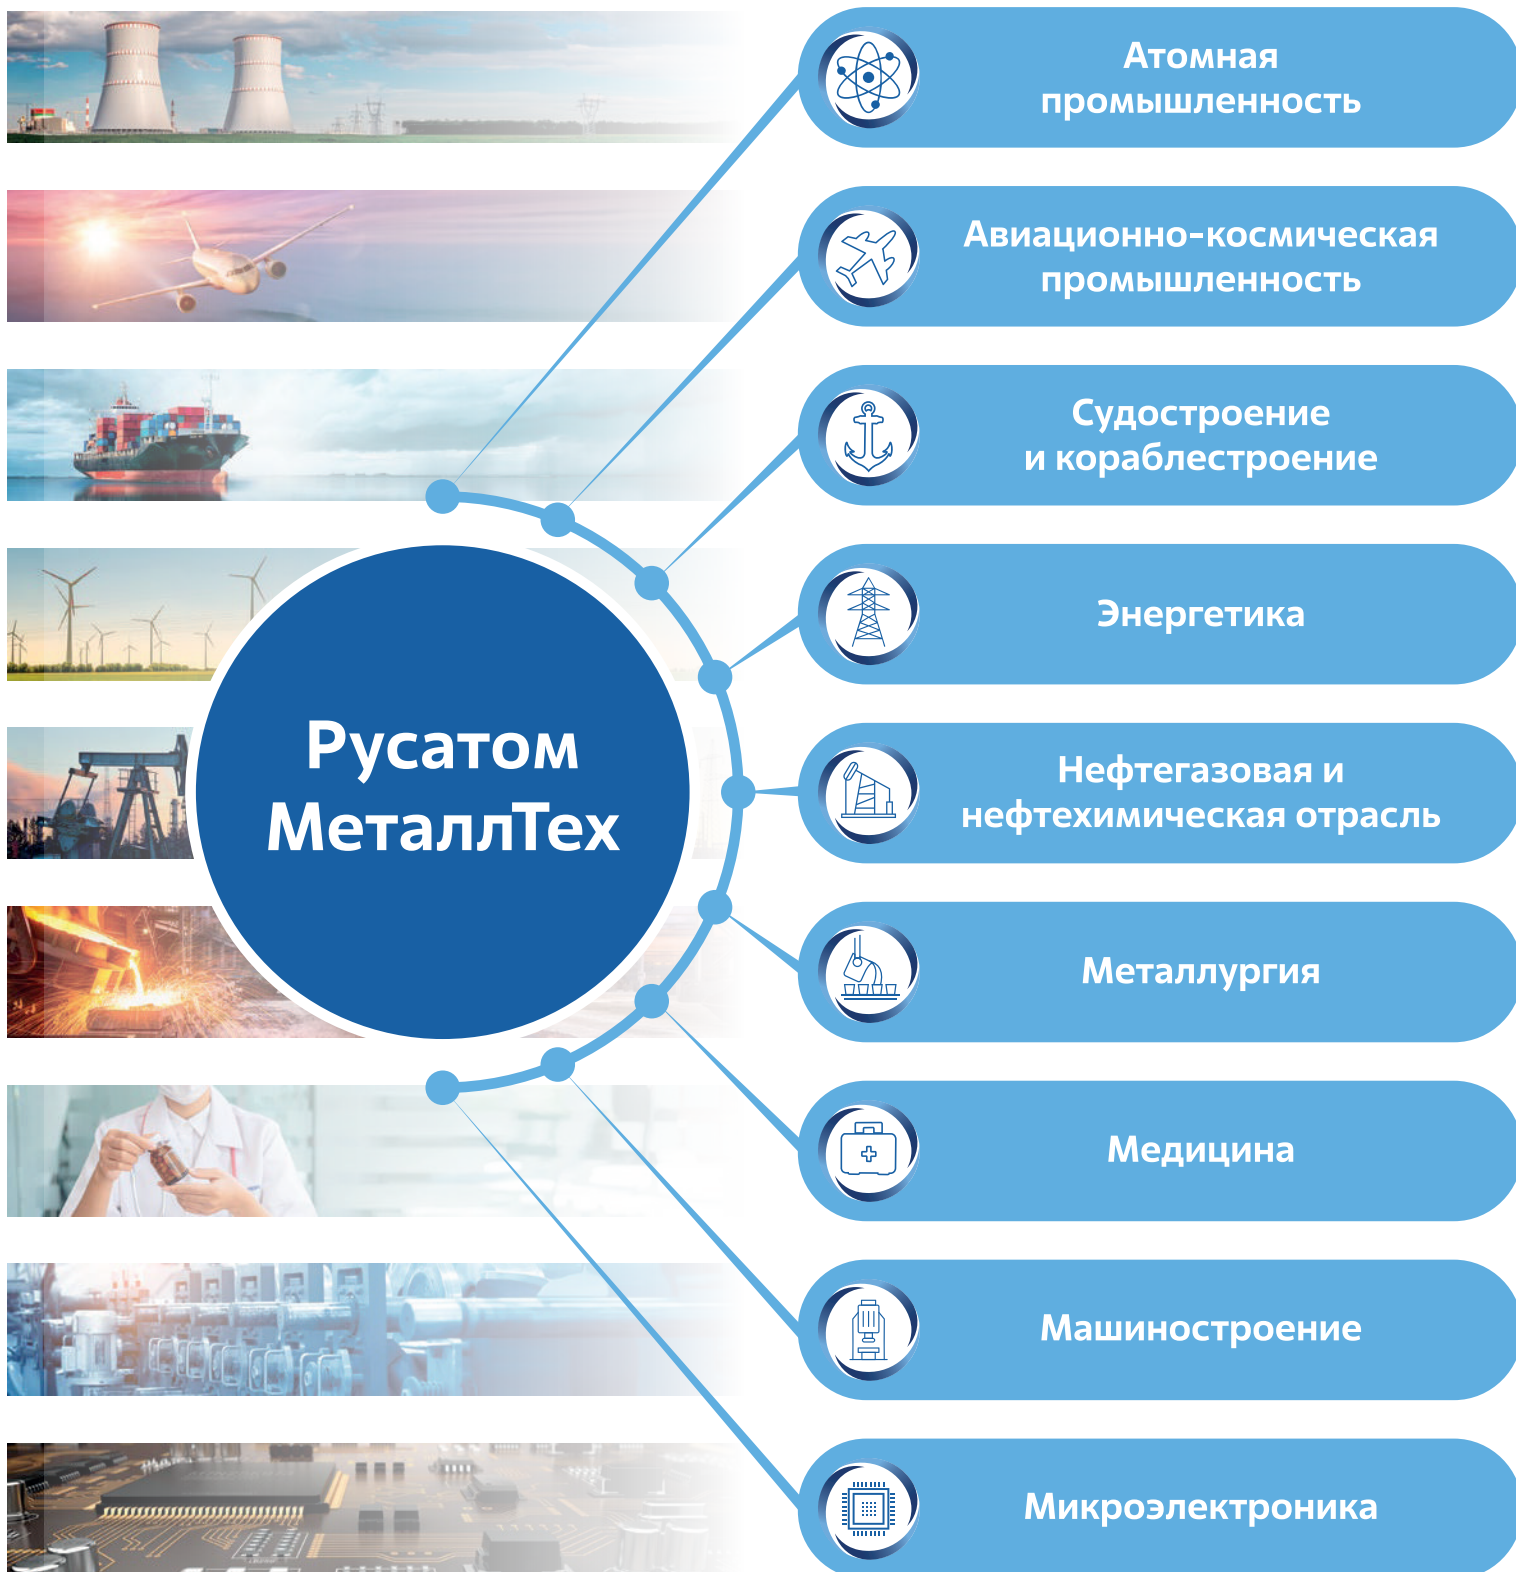 Атомная
промышленность
Авиационно-космическая
промышленность
Судостроение
и кораблестроение
Энергетика
Русатом
МеталлТех
Нефтегазовая и
нефтехимическая отрасль
Металлургия
Медицина
Машиностроение
Микроэлектроника